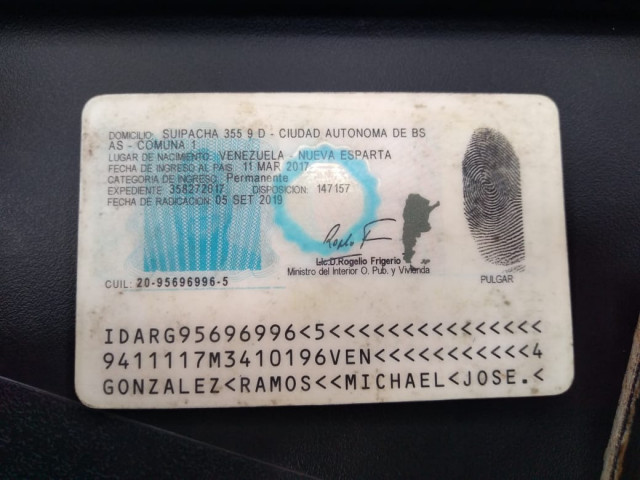 DOMICILIO: SUIPACHA 355 9 D - CIUDAD AUTONOMA DE BS
AS - COMUNA 1
LUGAR DE NACIMIENTO: VENEZUELA - NUEVA ESPARTA
FECHA DE INGRESO AL PAIS: 11 MAR 2017
CATEGORIA DE INGRESO: Permanente
EXPEDIENTE: 358272017 DISPOSICION: 147157
FECHA DE RADICACION: 05 SET 2019
Lic.D.Rogelio Frigerio
Ministro del Interior O. Pub. y Vivienda
PULGAR
CUIL: 20-95696996-5
IDARG95696996<5<<<<<<<<<<<<<<<
9411117M3410196VEN<<<<<<<<<<<4
GONZALEZ<RAMOS<<MICHAEL<JOSE.<